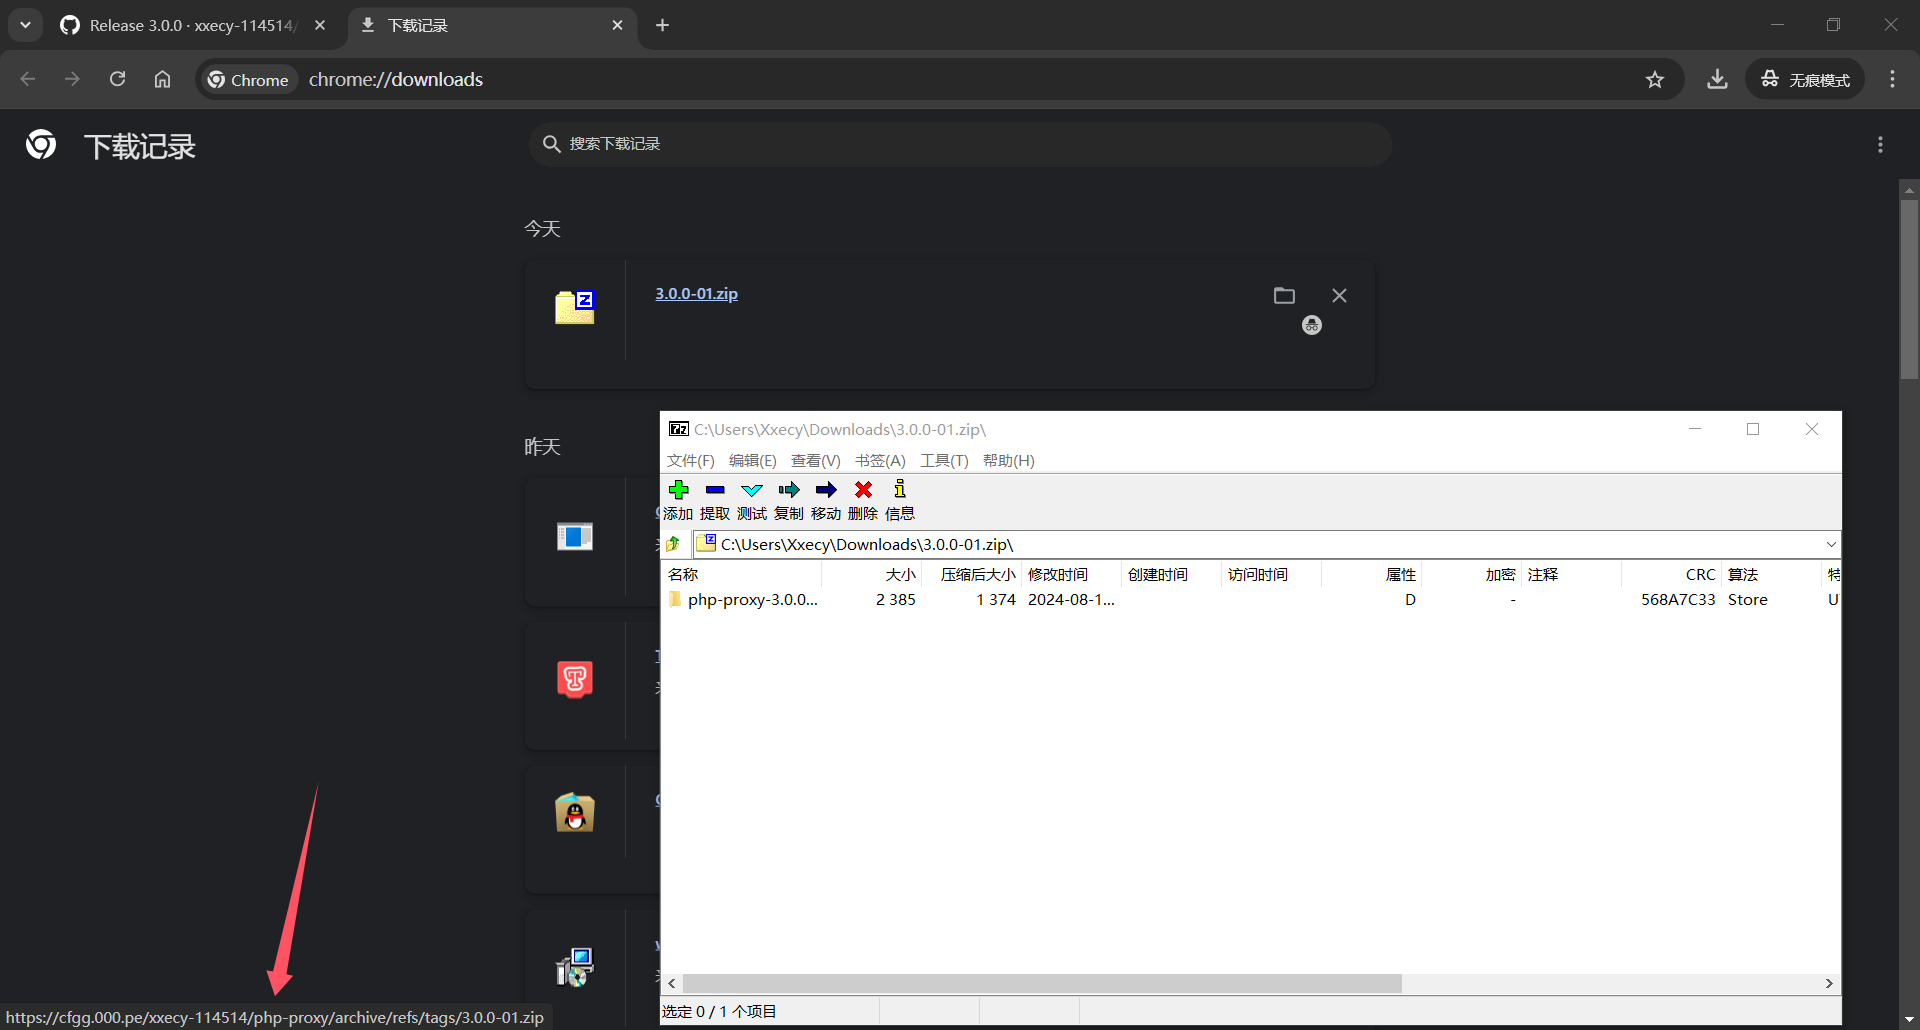 Release 3.0.0 · xxecy-114514/
下载记录
Chrome
chrome://downloads
无痕模式
下载记录
搜索下载记录
今天
3.0.0-01.zip
昨天
C:\Users\Xxecy\Downloads\3.0.0-01.zip\
文件(F) 编辑(E) 查看(V) 书签(A) 工具(T) 帮助(H)
添加 提取 测试 复制 移动 删除 信息
C:\Users\Xxecy\Downloads\3.0.0-01.zip\
名称 大小 压缩后大小 修改时间 创建时间 访问时间 属性 加密 注释 CRC 算法 特
php-proxy-3.0.0... 2 385 1 374 2024-08-1... D - 568A7C33 Store U
选定 0 / 1 个项目
https://cfgg.000.pe/xxecy-114514/php-proxy/archive/refs/tags/3.0.0-01.zip